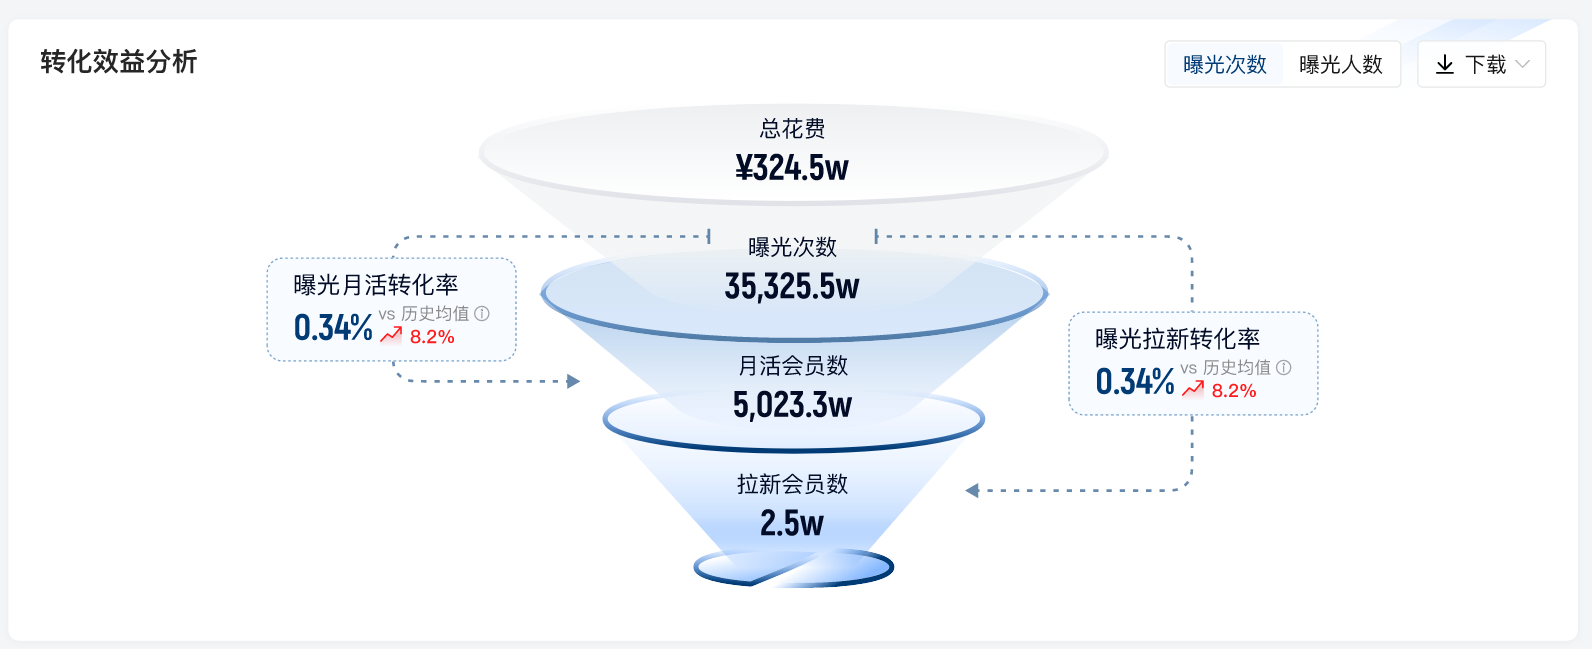 转化效益分析
曝光次数 曝光人数 下载
总花费
¥324.5w
曝光次数
35,325.5w
曝光月活转化率
0.34% vs 历史均值
8.2%
曝光拉新转化率
0.34% vs 历史均值
8.2%
月活会员数
5,023.3w
拉新会员数
2.5w